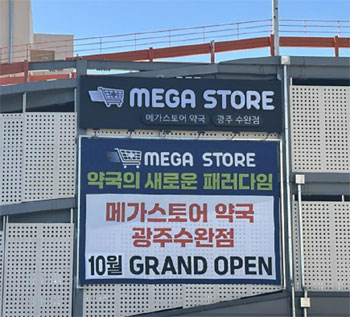 MEGA STORE
메가스토어 약국 광주 수완점
MEGA STORE
약국의 새로운 패러다임
메가스토어 약국
광주수완점
10월 GRAND OPEN